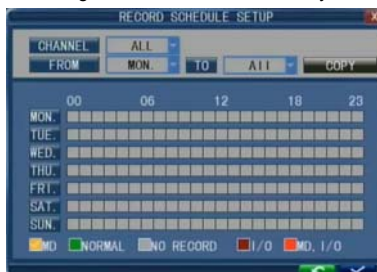 RECORD SCHEDULE SETUP X
CHANNEL ALL
FROM MON. TO All COPY
00 06 12 18 23
MON.
TUE.
WED.
THU.
FRI.
SAT.
SUN.
MD NORMAL NO RECORD I/O MD, I/O